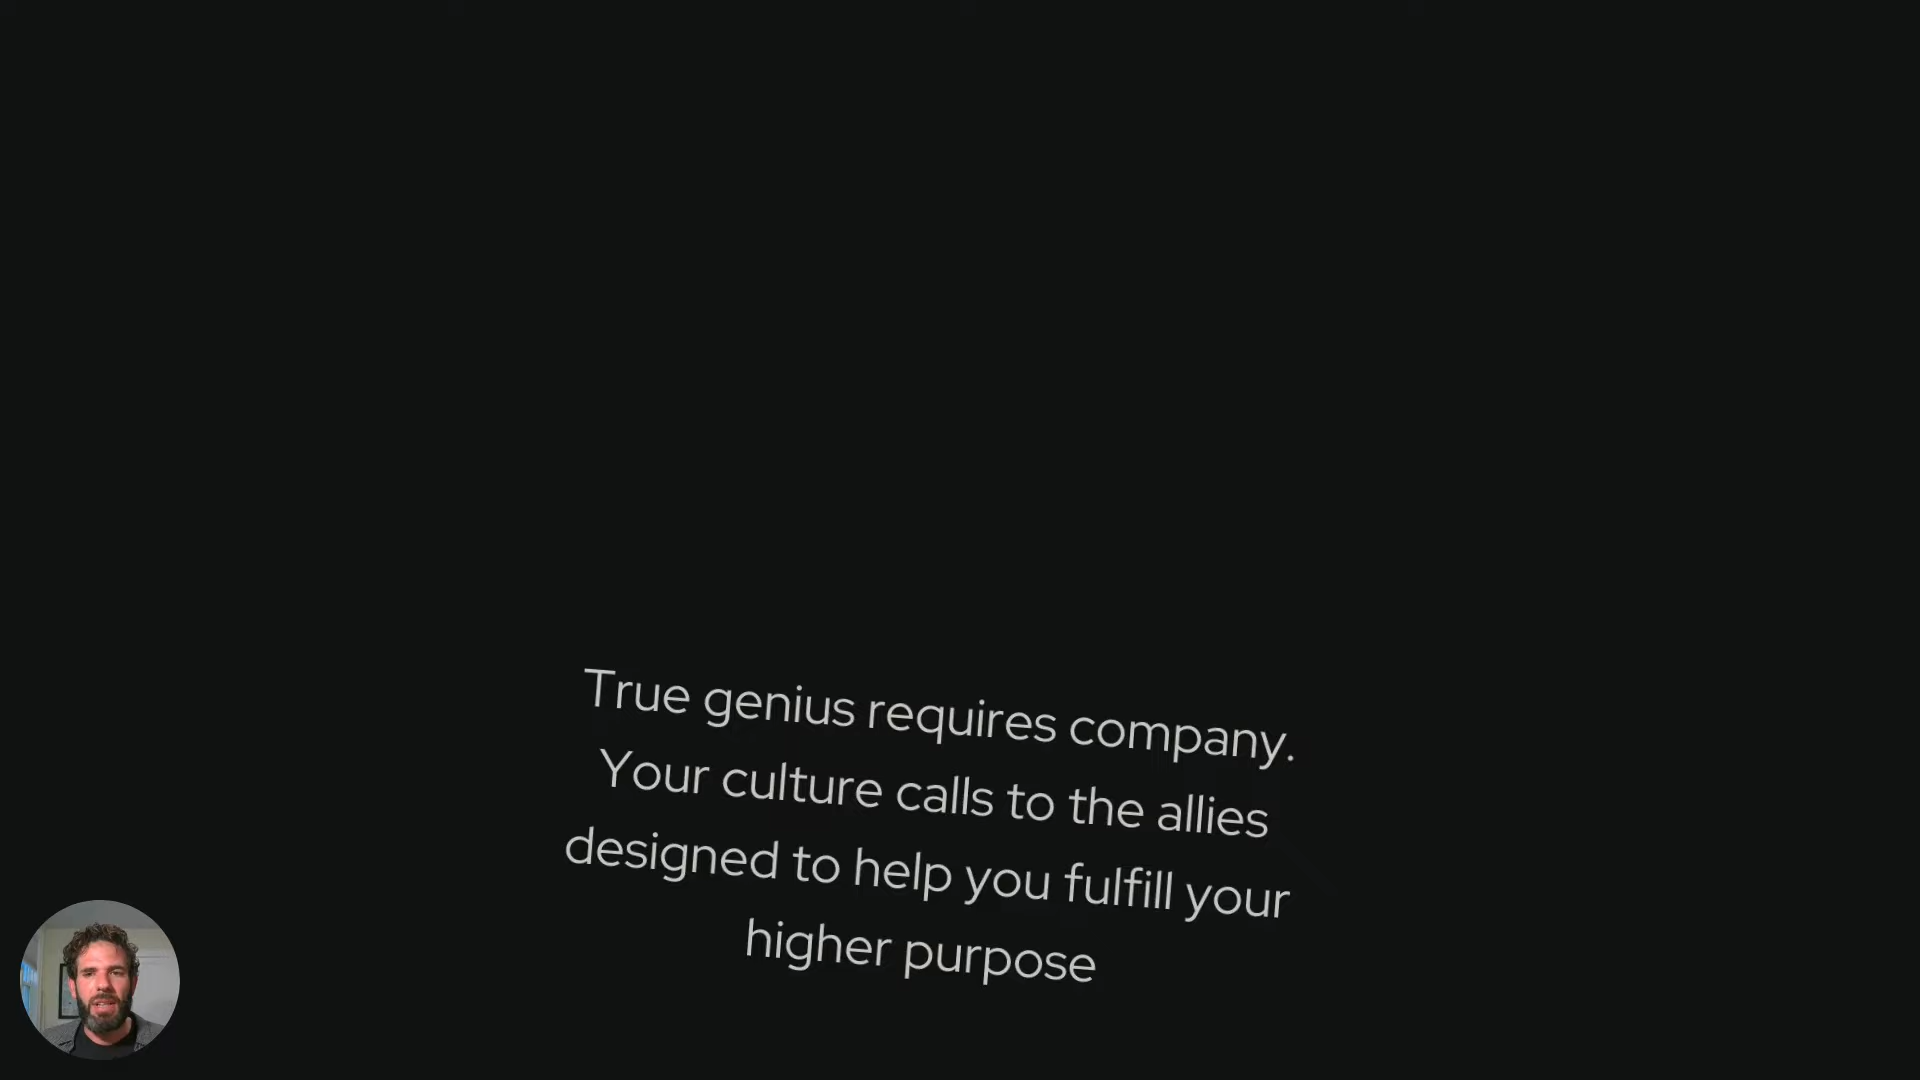 True genius requires company.
Your culture calls to the allies
designed to help you fulfill your
higher purpose